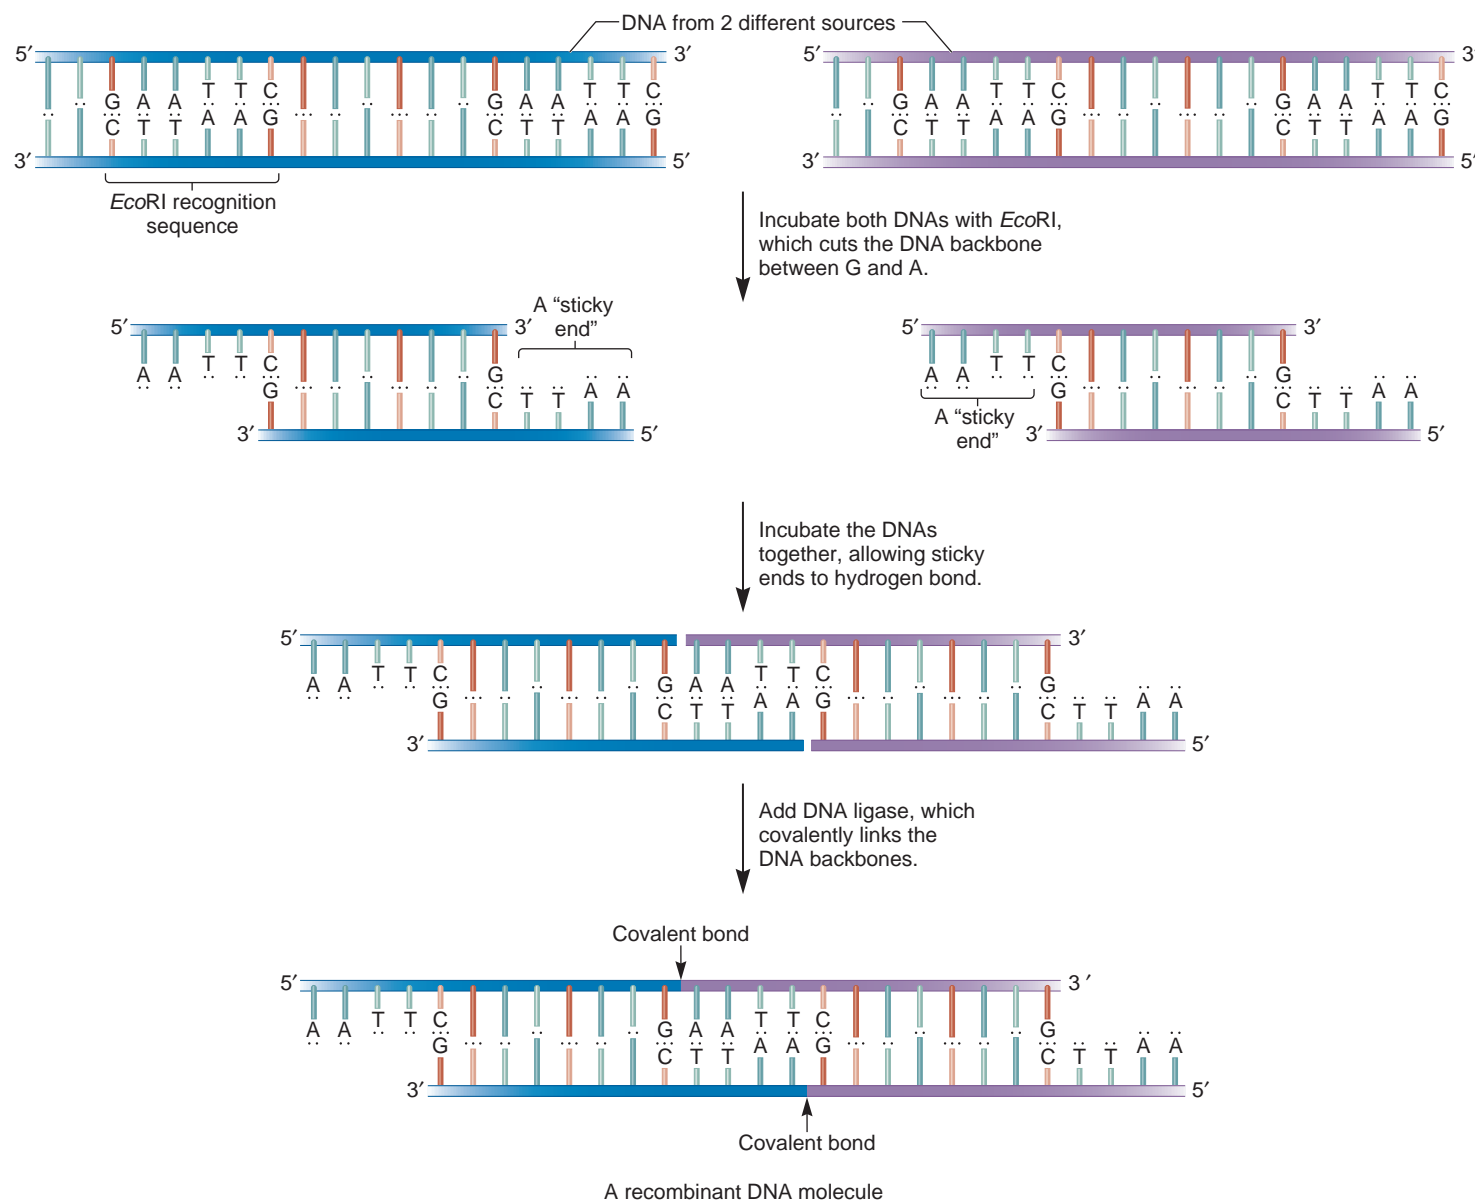 DNA from 2 different sources
5′ 3′ 5′ 3′
G A A T T C G A A T T C G A A T T C G A A T T C
C T T A A G C T T A A G C T T A A G C T T A A G
3′ 5′ 3′ 5′
EcoRI recognition
sequence
Incubate both DNAs with EcoRI,
which cuts the DNA backbone
between G and A.
A “sticky
end”
5′ 3′ 5′ 3′
A A T T C G A A T T C G
G C T T A A G C T T A A
3′ 5′ 3′ 5′
A “sticky
end”
Incubate the DNAs
together, allowing sticky
ends to hydrogen bond.
5′ 3′
A A T T C G A A T T C G
G C T T A A G C T T A A
3′ 5′
Add DNA ligase, which
covalently links the
DNA backbones.
Covalent bond
5′ 3′
A A T T C G A A T T C G
G C T T A A G C T T A A
3′ 5′
Covalent bond
A recombinant DNA molecule